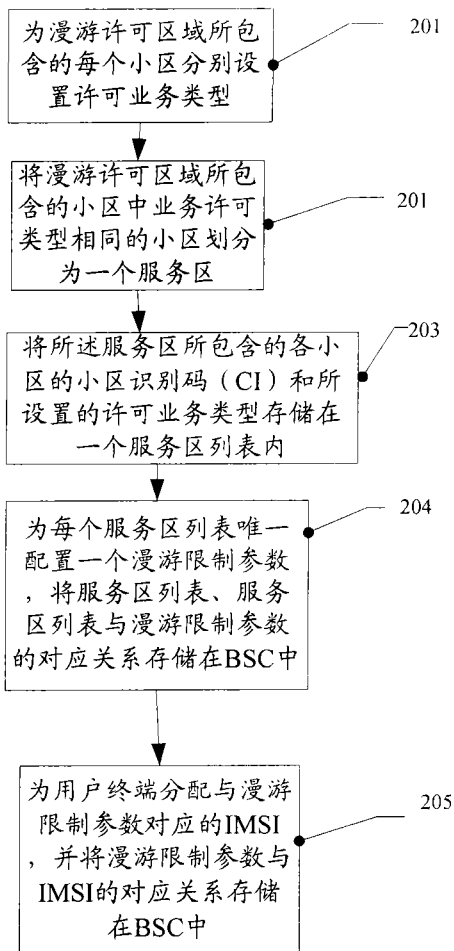 为漫游许可区域所包
含的每个小区分别设
置许可业务类型
201
将漫游许可区域所包
含的小区中业务许可
类型相同的小区划分
为一个服务区
201
将所述服务区所包含的各小
区的小区识别码（CI）和所
设置的许可业务类型存储在
一个服务区列表内
203
为每个服务区列表唯一
配置一个漫游限制参数
，将服务区列表、服务
区列表与漫游限制参数
的对应关系存储在BSC中
204
为用户终端分配与漫游
限制参数对应的IMSI
，并将漫游限制参数与
IMSI的对应关系存储
在BSC中
205